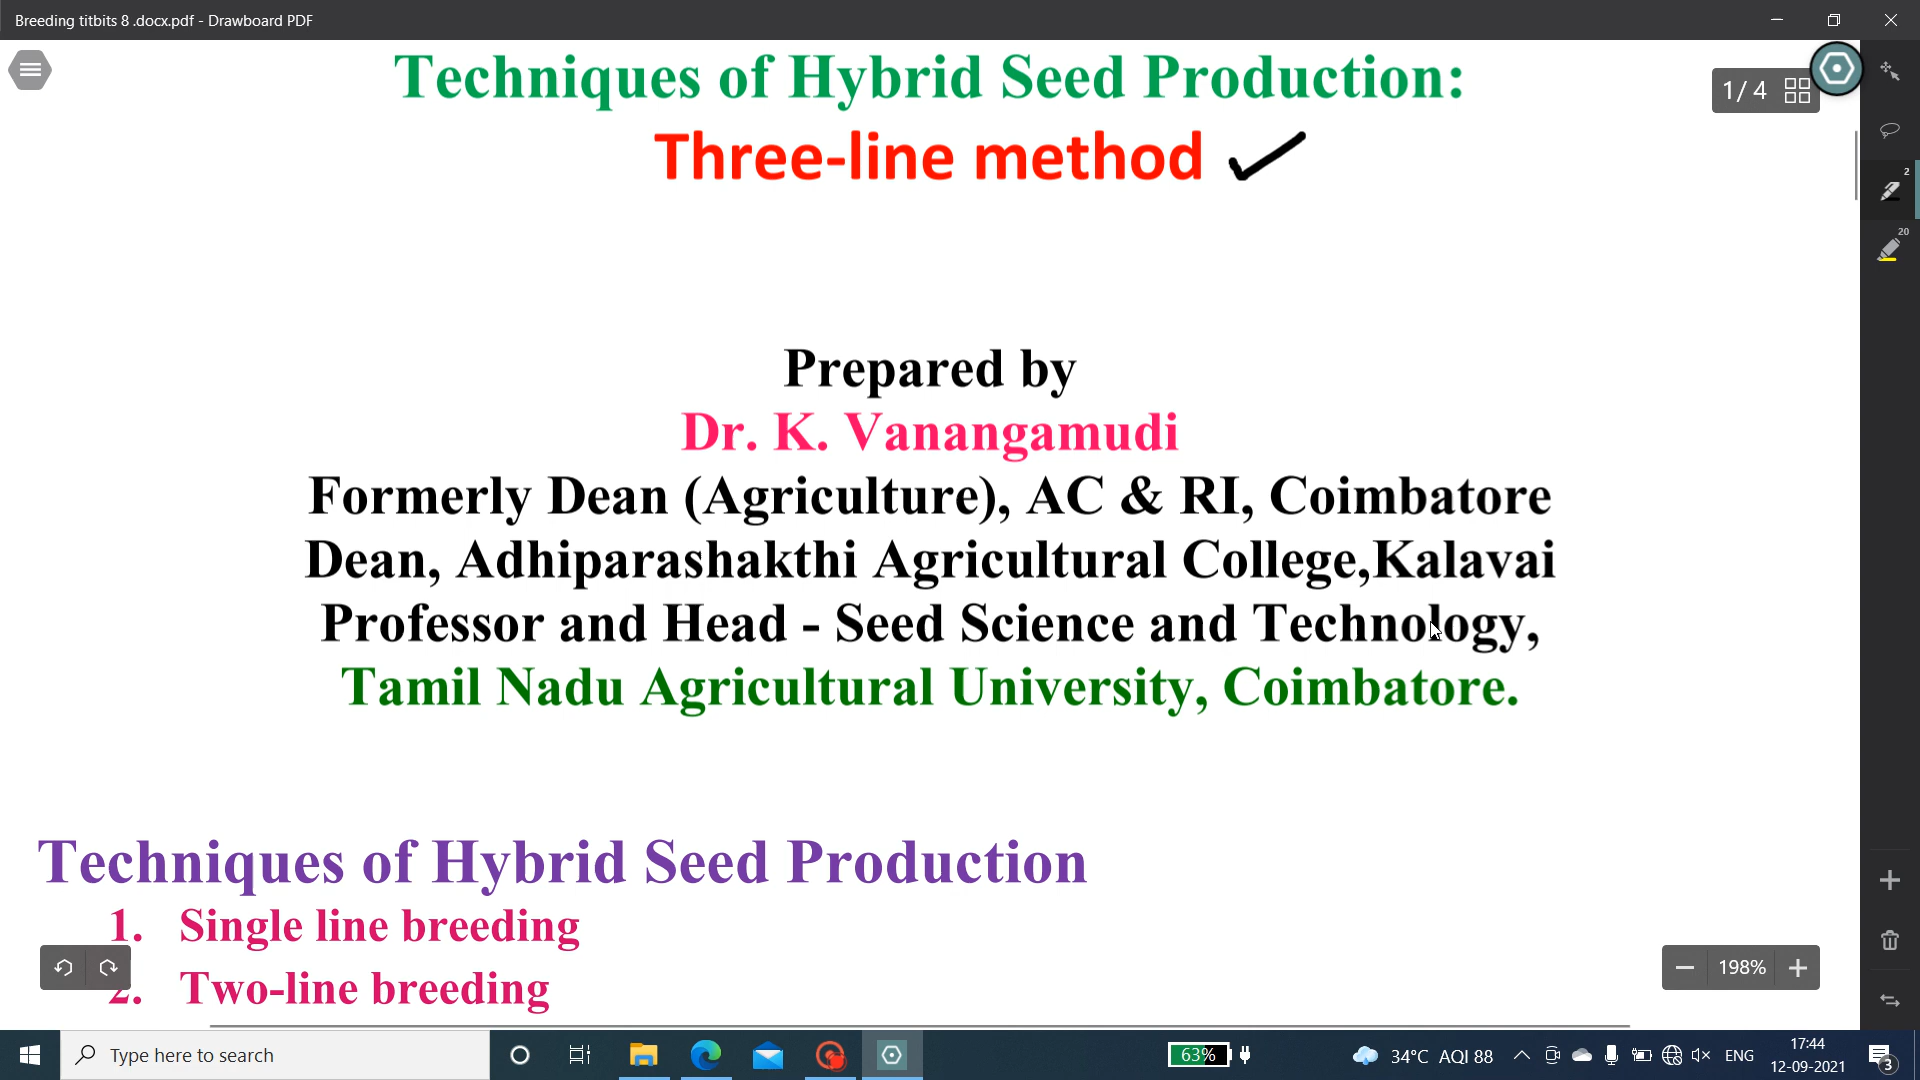 Breeding titbits 8 .docx.pdf - Drawboard PDF
Techniques of Hybrid Seed Production:
Three-line method
1 / 4
2
20
Prepared by
Dr. K. Vanangamudi
Formerly Dean (Agriculture), AC & RI, Coimbatore
Dean, Adhiparashakthi Agricultural College,Kalavai
Professor and Head - Seed Science and Technology,
Tamil Nadu Agricultural University, Coimbatore.
Techniques of Hybrid Seed Production
1. Single line breeding
2. Two-line breeding
198%
Type here to search
63%
34°C AQI 88
ENG
17:44
12-09-2021
3